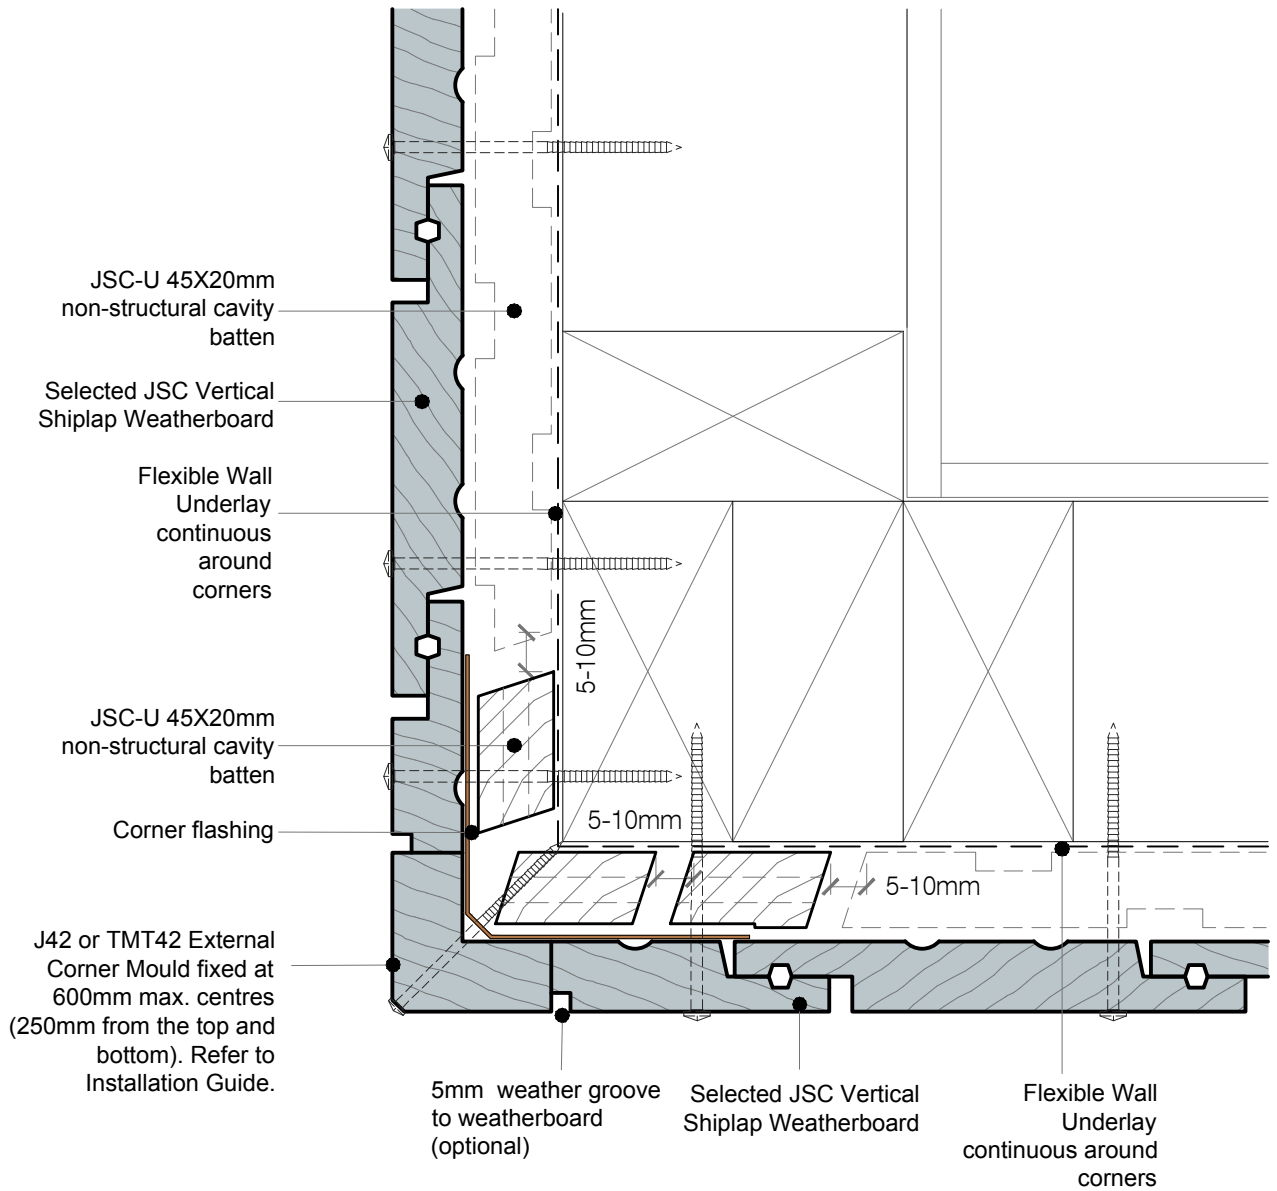 JSC-U 45X20mm
non-structural cavity
batten
Selected JSC Vertical
Shiplap Weatherboard
Flexible Wall
Underlay
continuous
around
corners
5-10mm
JSC-U 45X20mm
non-structural cavity
batten
5-10mm
Corner flashing
5-10mm
J42 or TMT42 External
Corner Mould fixed at
600mm max. centres
(250mm from the top and
bottom). Refer to
Installation Guide.
5mm  weather groove
to weatherboard
(optional)
Selected JSC Vertical
Shiplap Weatherboard
Flexible Wall
Underlay
continuous around
corners